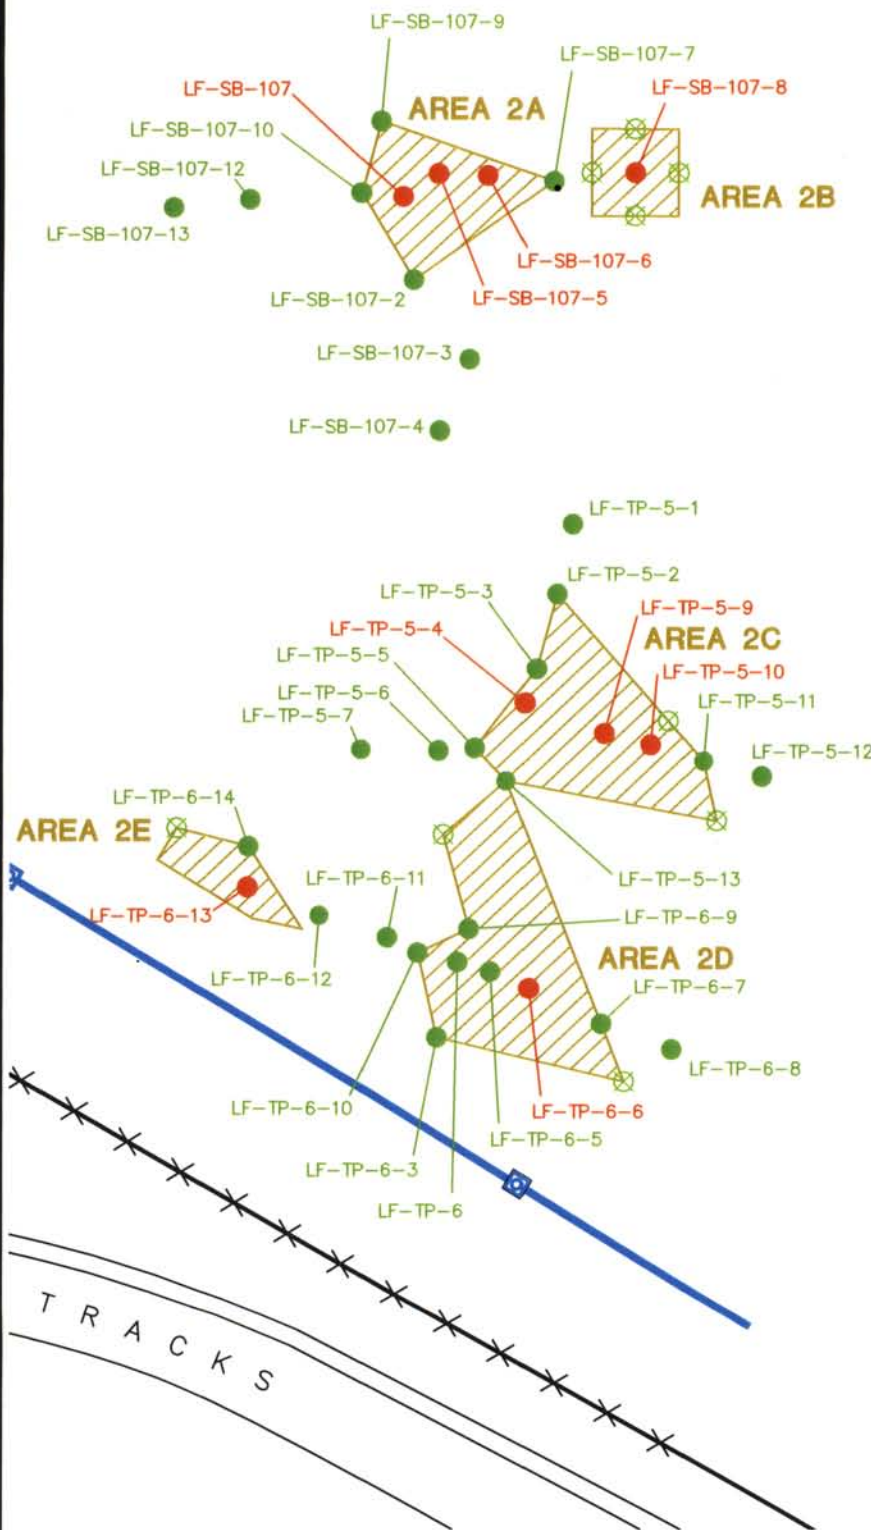 LF-SB-107-9
LF-SB-107-7
LF-SB-107
LF-SB-107-8
AREA 2A
LF-SB-107-10
LF-SB-107-12
AREA 2B
LF-SB-107-13
LF-SB-107-6
LF-SB-107-2
LF-SB-107-5
LF-SB-107-3
LF-SB-107-4
LF-TP-5-1
LF-TP-5-2
LF-TP-5-3
LF-TP-5-9
LF-TP-5-4
AREA 2C
LF-TP-5-5
LF-TP-5-10
LF-TP-5-6
LF-TP-5-11
LF-TP-5-7
LF-TP-5-12
LF-TP-6-14
AREA 2E
LF-TP-6-11
LF-TP-5-13
LF-TP-6-13
LF-TP-6-9
AREA 2D
LF-TP-6-12
LF-TP-6-7
LF-TP-6-8
LF-TP-6-10
LF-TP-6-6
LF-TP-6-5
LF-TP-6-3
LF-TP-6
TRACKS